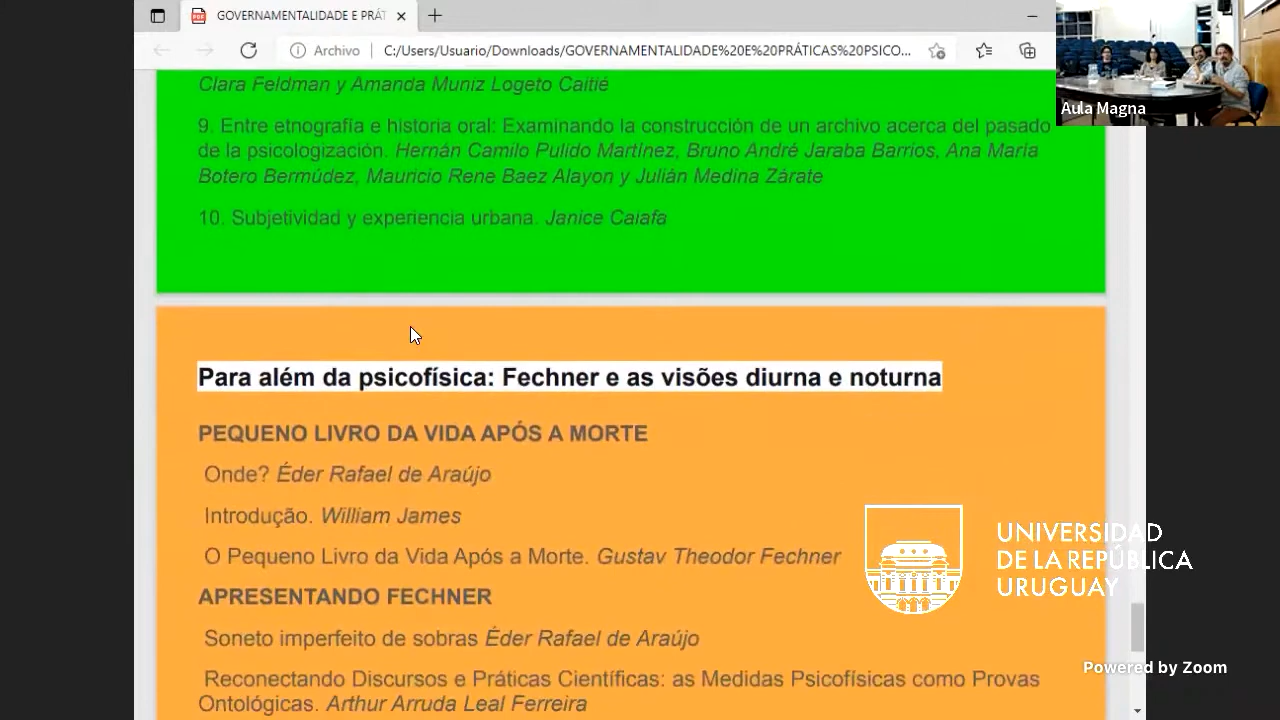 GOVERNAMENTALIDADE E PRÁT
Archivo
C:/Users/Usuario/Downloads/GOVERNAMENTALIDADE%20E%20PRÁTICAS%20PSICO...
Aula Magna
Clara Feldman y Amanda Muniz Logeto Caitié
9. Entre etnografía e historia oral: Examinando la construcción de un archivo acerca del pasado
de la psicologización. Hernán Camilo Pulido Martínez, Bruno André Jaraba Barrios, Ana María
Botero Bermúdez, Mauricio Rene Baez Alayon y Julián Medina Zárate
10. Subjetividad y experiencia urbana. Janice Caiafa
Para além da psicofísica: Fechner e as visões diurna e noturna
PEQUENO LIVRO DA VIDA APÓS A MORTE
Onde? Éder Rafael de Araújo
Introdução. William James
O Pequeno Livro da Vida Após a Morte. Gustav Theodor Fechner
APRESENTANDO FECHNER
Soneto imperfeito de sobras Éder Rafael de Araújo
Reconectando Discursos e Práticas Científicas: as Medidas Psicofísicas como Provas
Ontológicas. Arthur Arruda Leal Ferreira
UNIVERSIDAD
DE LA REPÚBLICA
URUGUAY
Powered by Zoom